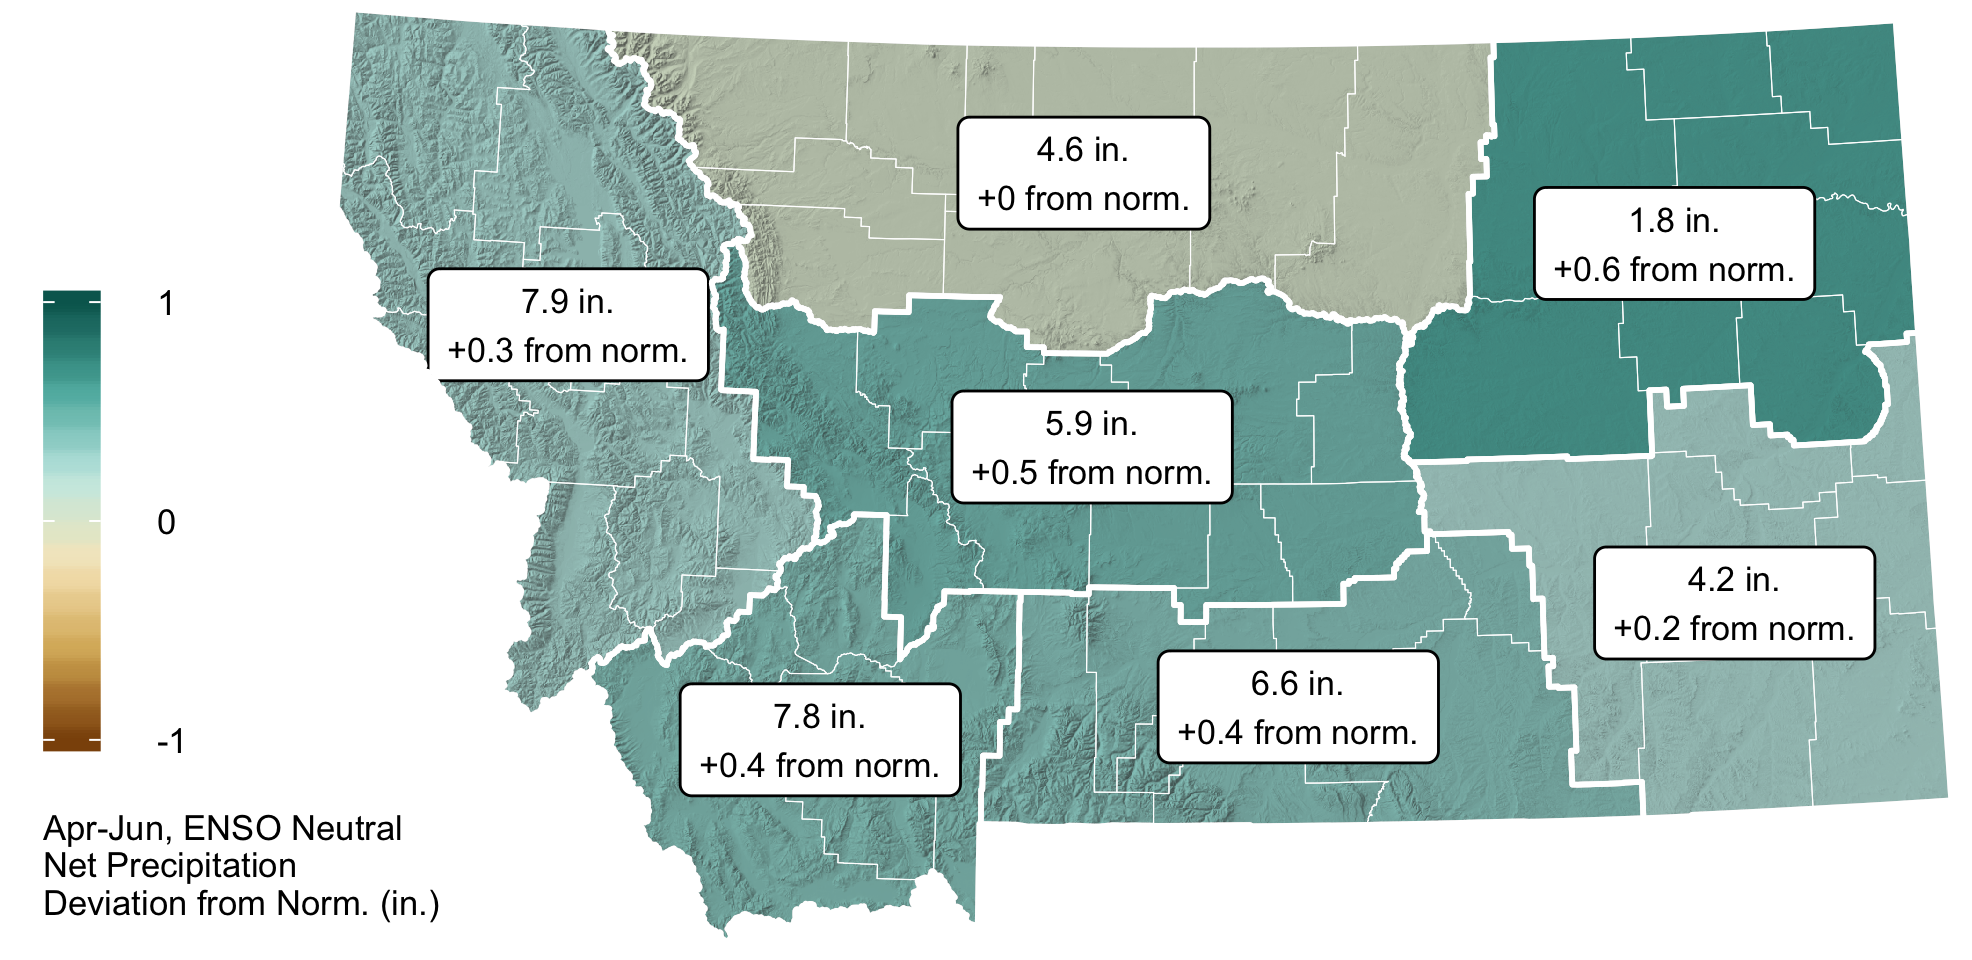 4.6 in.
+0 from norm.
1.8 in.
+0.6 from norm.
7.9 in.
+0.3 from norm.
5.9 in.
+0.5 from norm.
4.2 in.
+0.2 from norm.
6.6 in.
+0.4 from norm.
7.8 in.
+0.4 from norm.
1
0
-1
Apr-Jun, ENSO Neutral
Net Precipitation
Deviation from Norm. (in.)